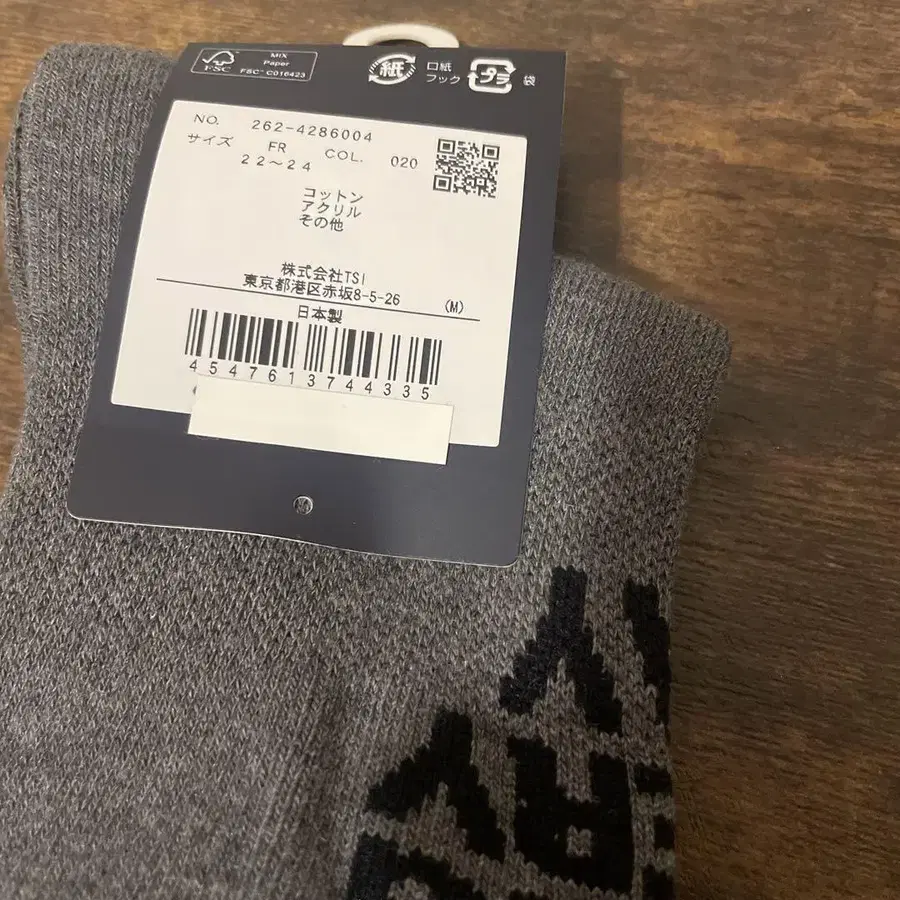 MIX
Paper
FSC
FSC™ C016423
紙
口紙
フック
プラ
袋
NO. 262-4286004
サイズ FR COL. 020
22〜24
コットン
アクリル
その他
株式会社TSI
東京都港区赤坂8-5-26 (M)
日本製
4547613744335